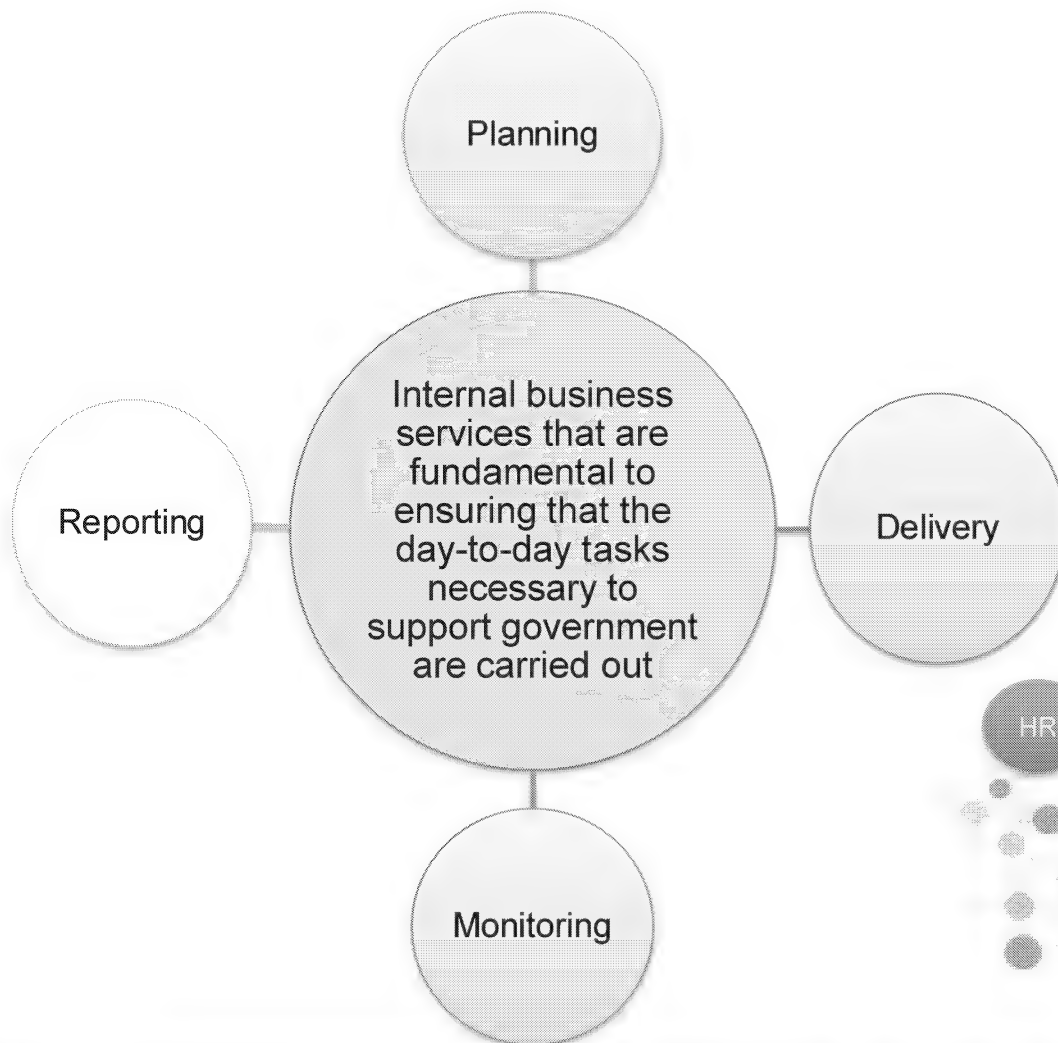 Planning
Internal business
services that are
fundamental to
ensuring that the
day-to-day tasks
necessary to
support government
are carried out
Reporting
Delivery
HR
Monitoring